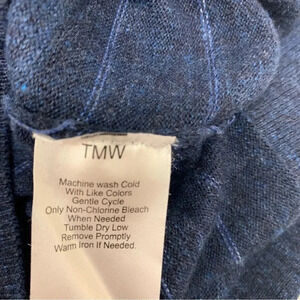 TMW
Machine wash Cold
With Like Colors
Gentle Cycle
Only Non-Chlorine Bleach
When Needed
Tumble Dry Low
Remove Promptly
Warm Iron If Needed.